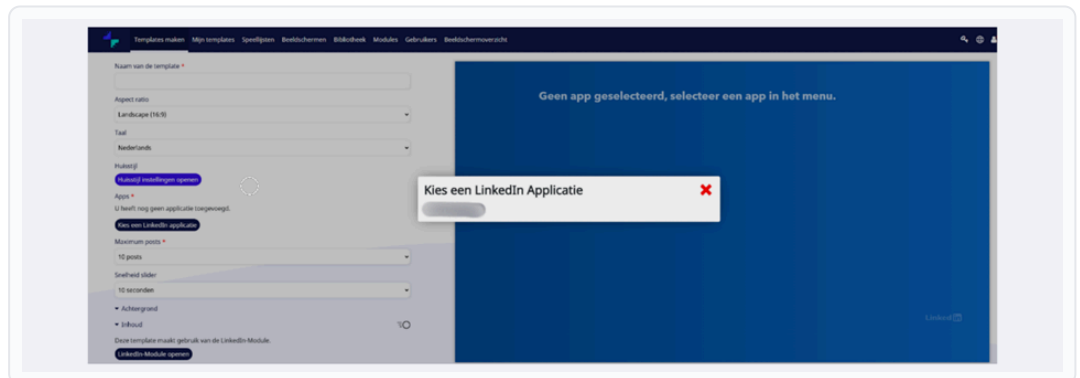 Templates maken Mijn templates Speellijsten Beeldschermen Bibliotheek Modules Gebruikers Beeldschermoverzicht
Naam van de template *
Aspect ratio
Landscape (16:9)
Taal
Nederlands
Huisstijl
Huisstijl instellingen openen
Apps *
U heeft nog geen applicatie toegevoegd.
Kies een LinkedIn applicatie
Maximum posts *
10 posts
Snelheid slider
10 seconden
Achtergrond
Inhoud
Deze template maakt gebruik van de LinkedIn-Module.
LinkedIn-Module openen
Geen app geselecteerd, selecteer een app in het menu.
Kies een LinkedIn Applicatie
Linked in